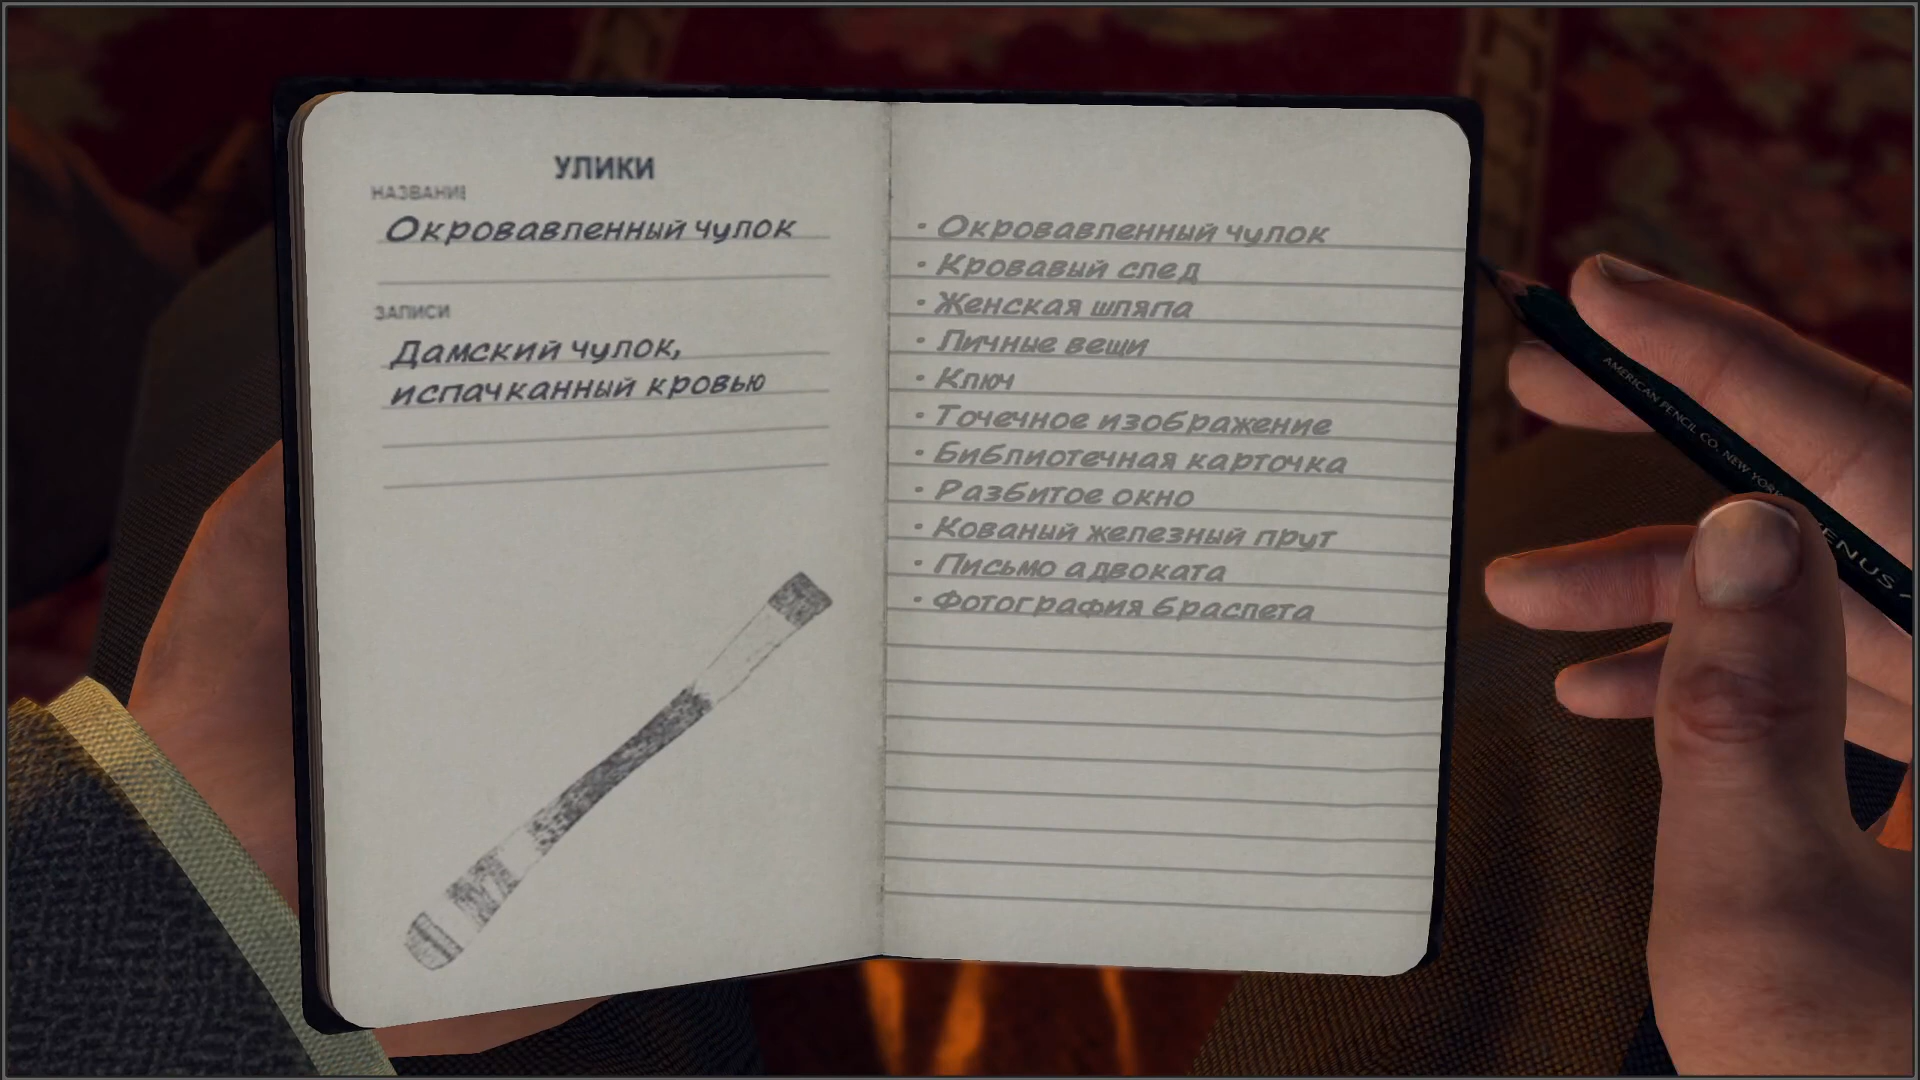 УЛИКИ
НАЗВАНИЕ
Окровавленный чулок
ЗАПИСИ
Дамский чулок,
испачканный кровью
• Окровавленный чулок
• Кровавый след
• Женская шляпа
• Личные вещи
• Ключ
• Точечное изображение
• Библиотечная карточка
• Разбитое окно
• Кованый железный прут
• Письмо адвоката
• Фотография браслета
AMERICAN PENCIL CO. NEW YORK
VENUS